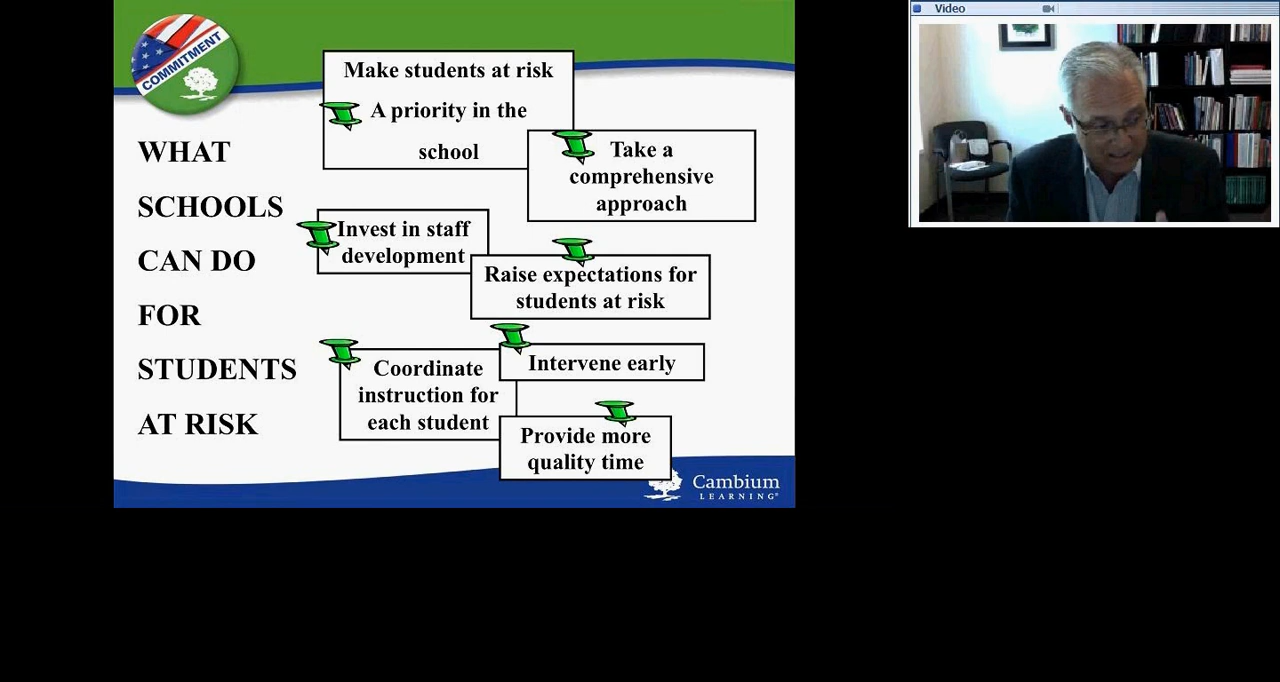 COMMITMENT
WHAT
SCHOOLS
CAN DO
FOR
STUDENTS
AT RISK
Make students at risk
A priority in the
school
Take a
comprehensive
approach
Invest in staff
development
Raise expectations for
students at risk
Intervene early
Coordinate
instruction for
each student
Provide more
quality time
Cambium
LEARNING®
Video